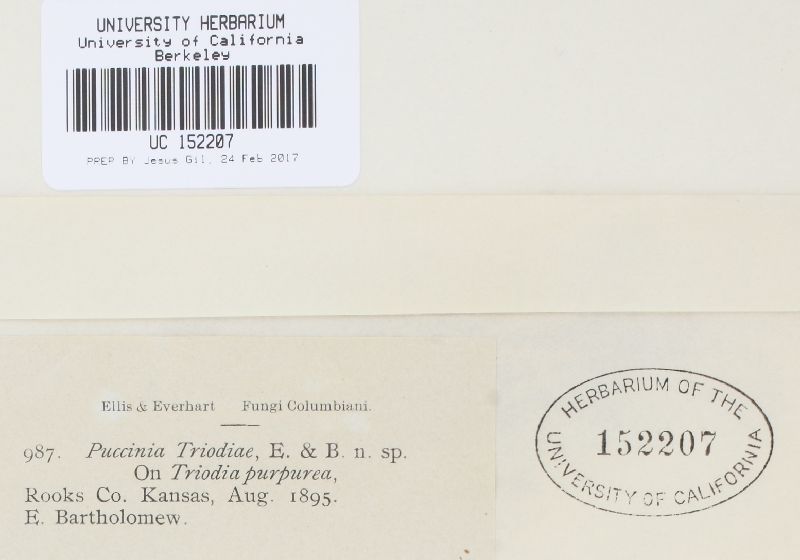 UNIVERSITY HERBARIUM
University of California
Berkeley
UC 152207
PREP BY Jesus Gil, 24 Feb 2017
Ellis & Everhart Fungi Columbiani.
987. Puccinia Triodiae, E. & B. n. sp.
On Triodia purpurea,
Rooks Co. Kansas, Aug. 1895.
E. Bartholomew.
HERBARIUM OF THE
152207
UNIVERSITY OF CALIFORNIA